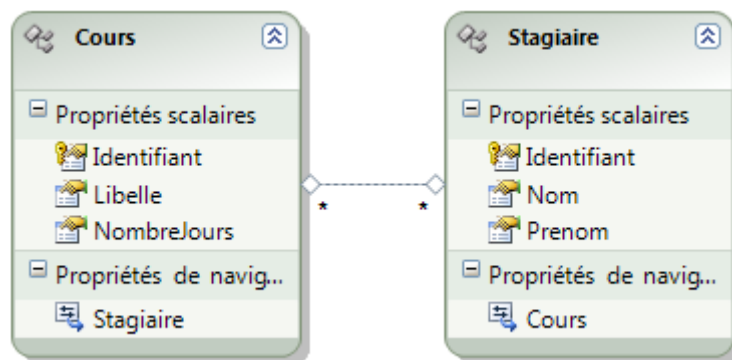 Cours
Propriétés scalaires
Identifiant
Libelle
NombreJours
Propriétés de navig...
Stagiaire
* *
Stagiaire
Propriétés scalaires
Identifiant
Nom
Prenom
Propriétés de navig...
Cours